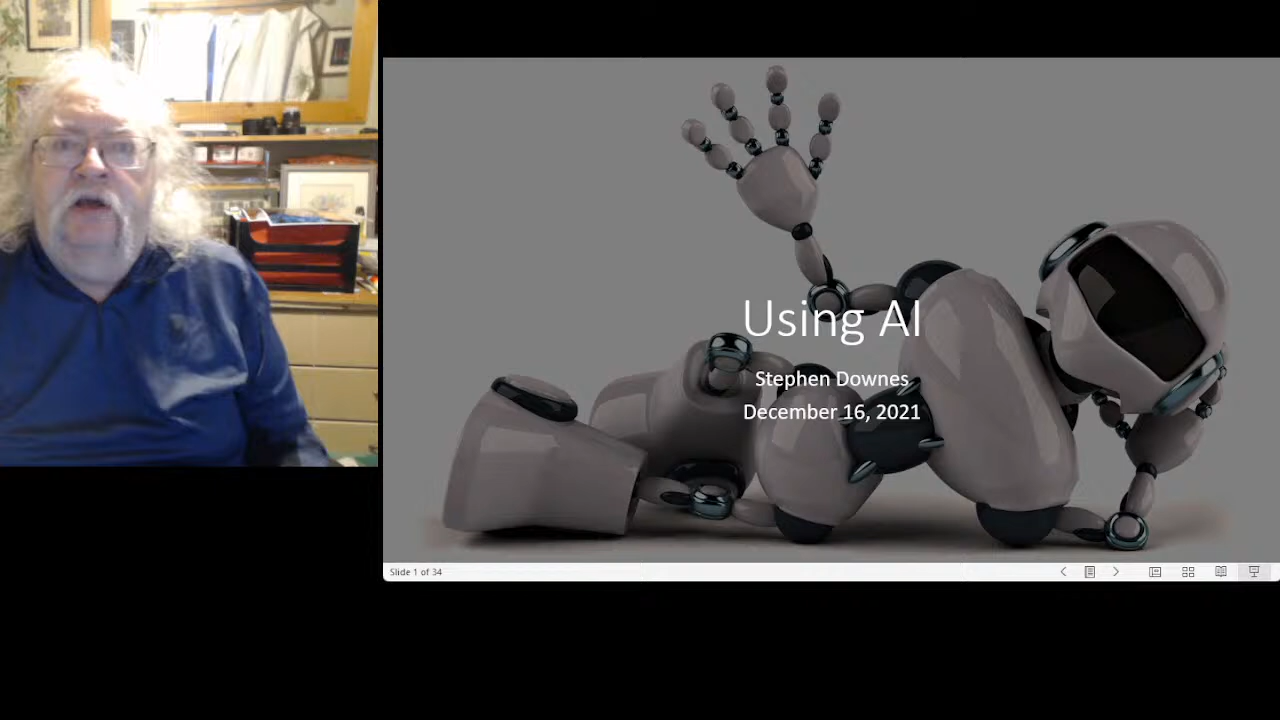 Using AI
Stephen Downes
December 16, 2021
Slide 1 of 34